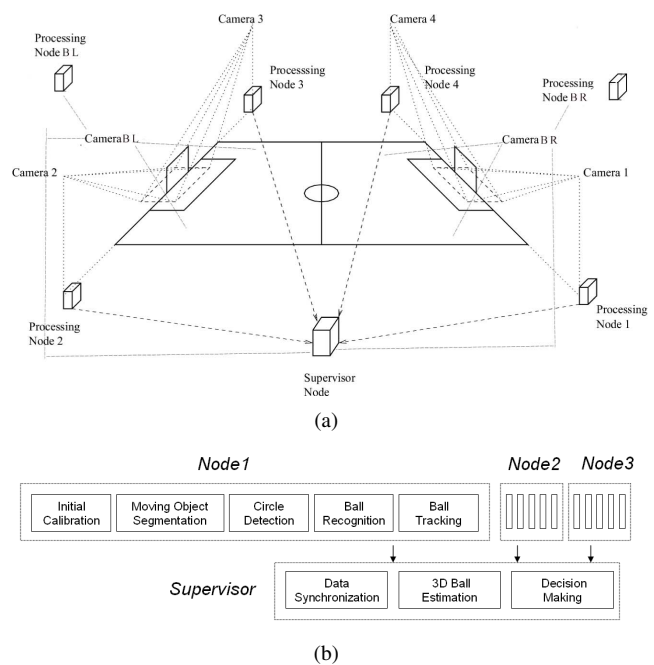 Camera 3
Camera 4
Processing
Node B L
Processsing
Node 3
Processing
Node 4
Processing
Node B R
Camera B L
Camera B R
Camera 2
Camera 1
Processing
Node 2
Processing
Node 1
Supervisor
Node
(a)
Node1
Node2
Node3
Initial
Calibration
Moving Object
Segmentation
Circle
Detection
Ball
Recognition
Ball
Tracking
Supervisor
Data
Synchronization
3D Ball
Estimation
Decision
Making
(b)